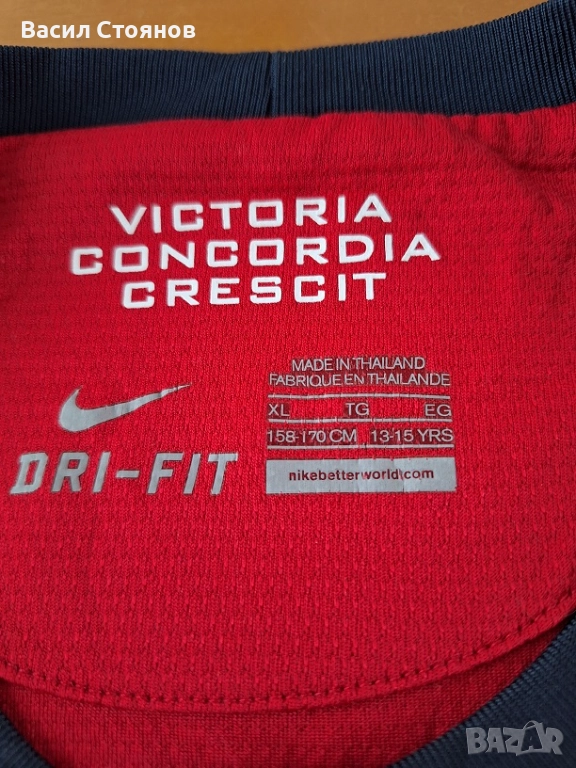 Васил Стоянов
VICTORIA
CONCORDIA
CRESCIT
MADE IN THAILAND
FABRIQUE EN THAILANDE
XL TG EG
158-170 CM 13-15 YRS
nikebetterworld.com
DRI-FIT
BAZAR